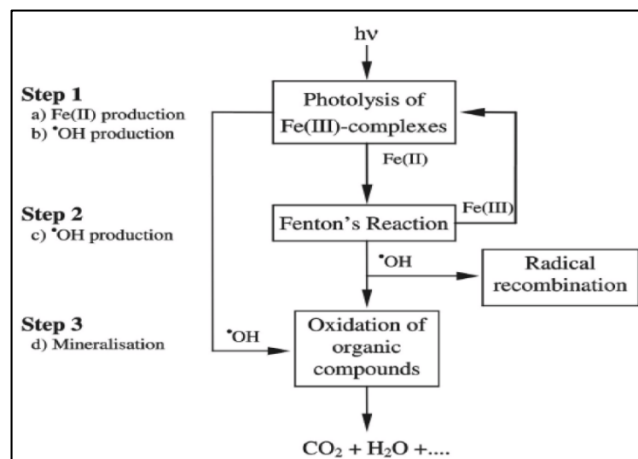 hν
Step 1
a) Fe(II) production
b) •OH production
Photolysis of
Fe(III)-complexes
Fe(II)
Fe(III)
Step 2
c) •OH production
Fenton's Reaction
•OH
Radical
recombination
Step 3
d) Mineralisation
•OH
Oxidation of
organic
compounds
CO₂ + H₂O +....